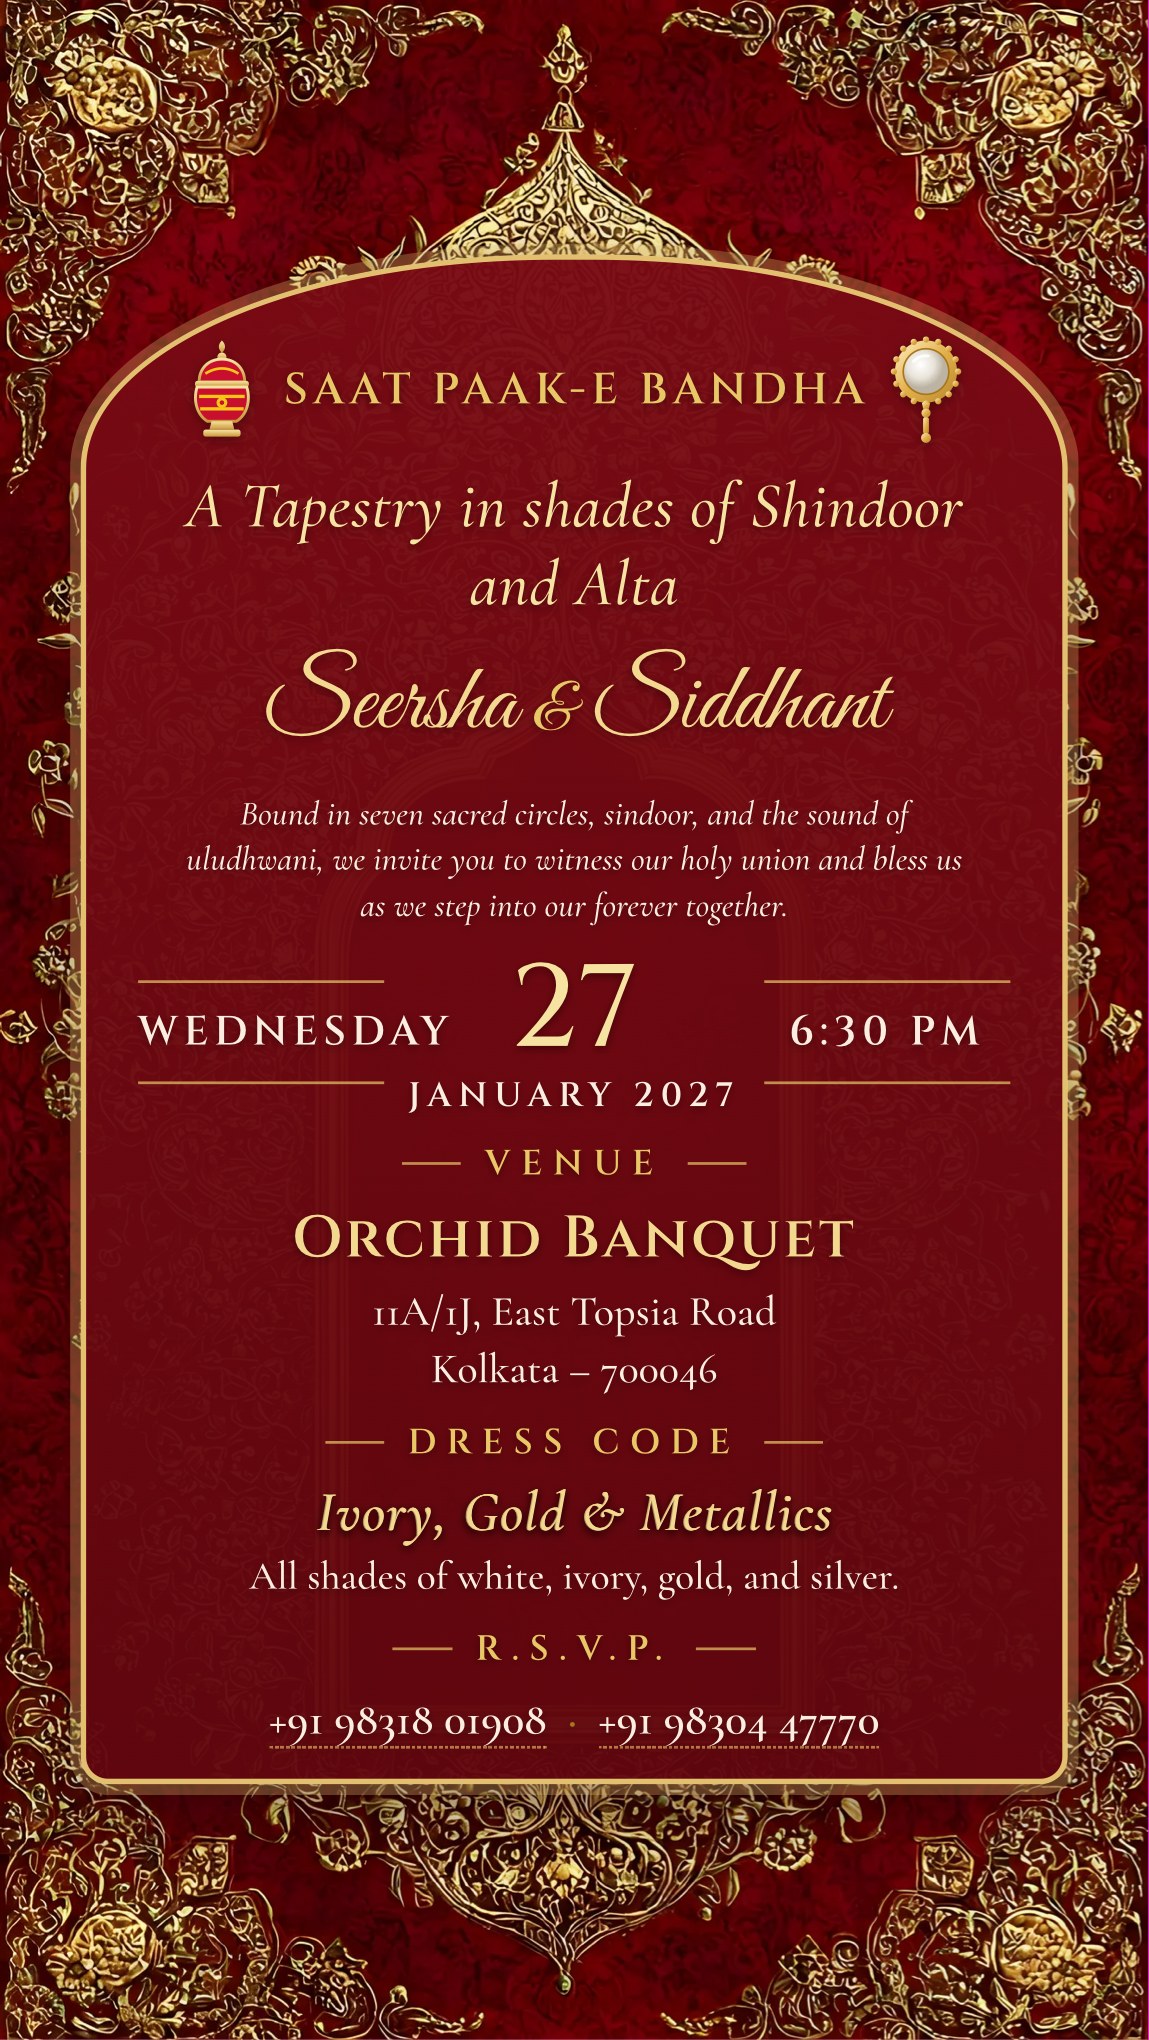 SAAT PAAK-E BANDHA
A Tapestry in shades of Shindoor
and Alta
Seersha & Siddhant
Bound in seven sacred circles, sindoor, and the sound of
uludhwani, we invite you to witness our holy union and bless us
as we step into our forever together.
WEDNESDAY 27 6:30 PM
JANUARY 2027
VENUE
ORCHID BANQUET
11A/1J, East Topsia Road
Kolkata – 700046
DRESS CODE
Ivory, Gold & Metallics
All shades of white, ivory, gold, and silver.
R.S.V.P.
+91 98318 01908 · +91 98304 47770